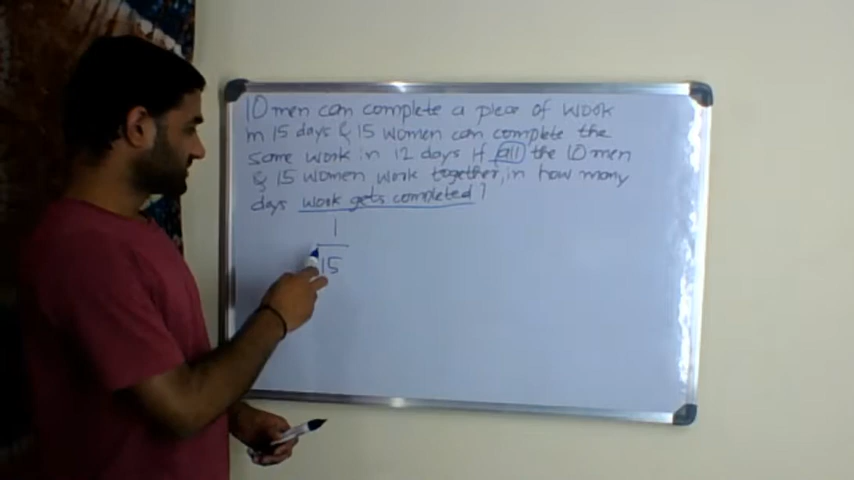 10 men can complete a piece of work
in 15 days & 15 women can complete the
same work in 12 days If all the 10 men
& 15 women work together, in how many
days work gets completed ?
1
15